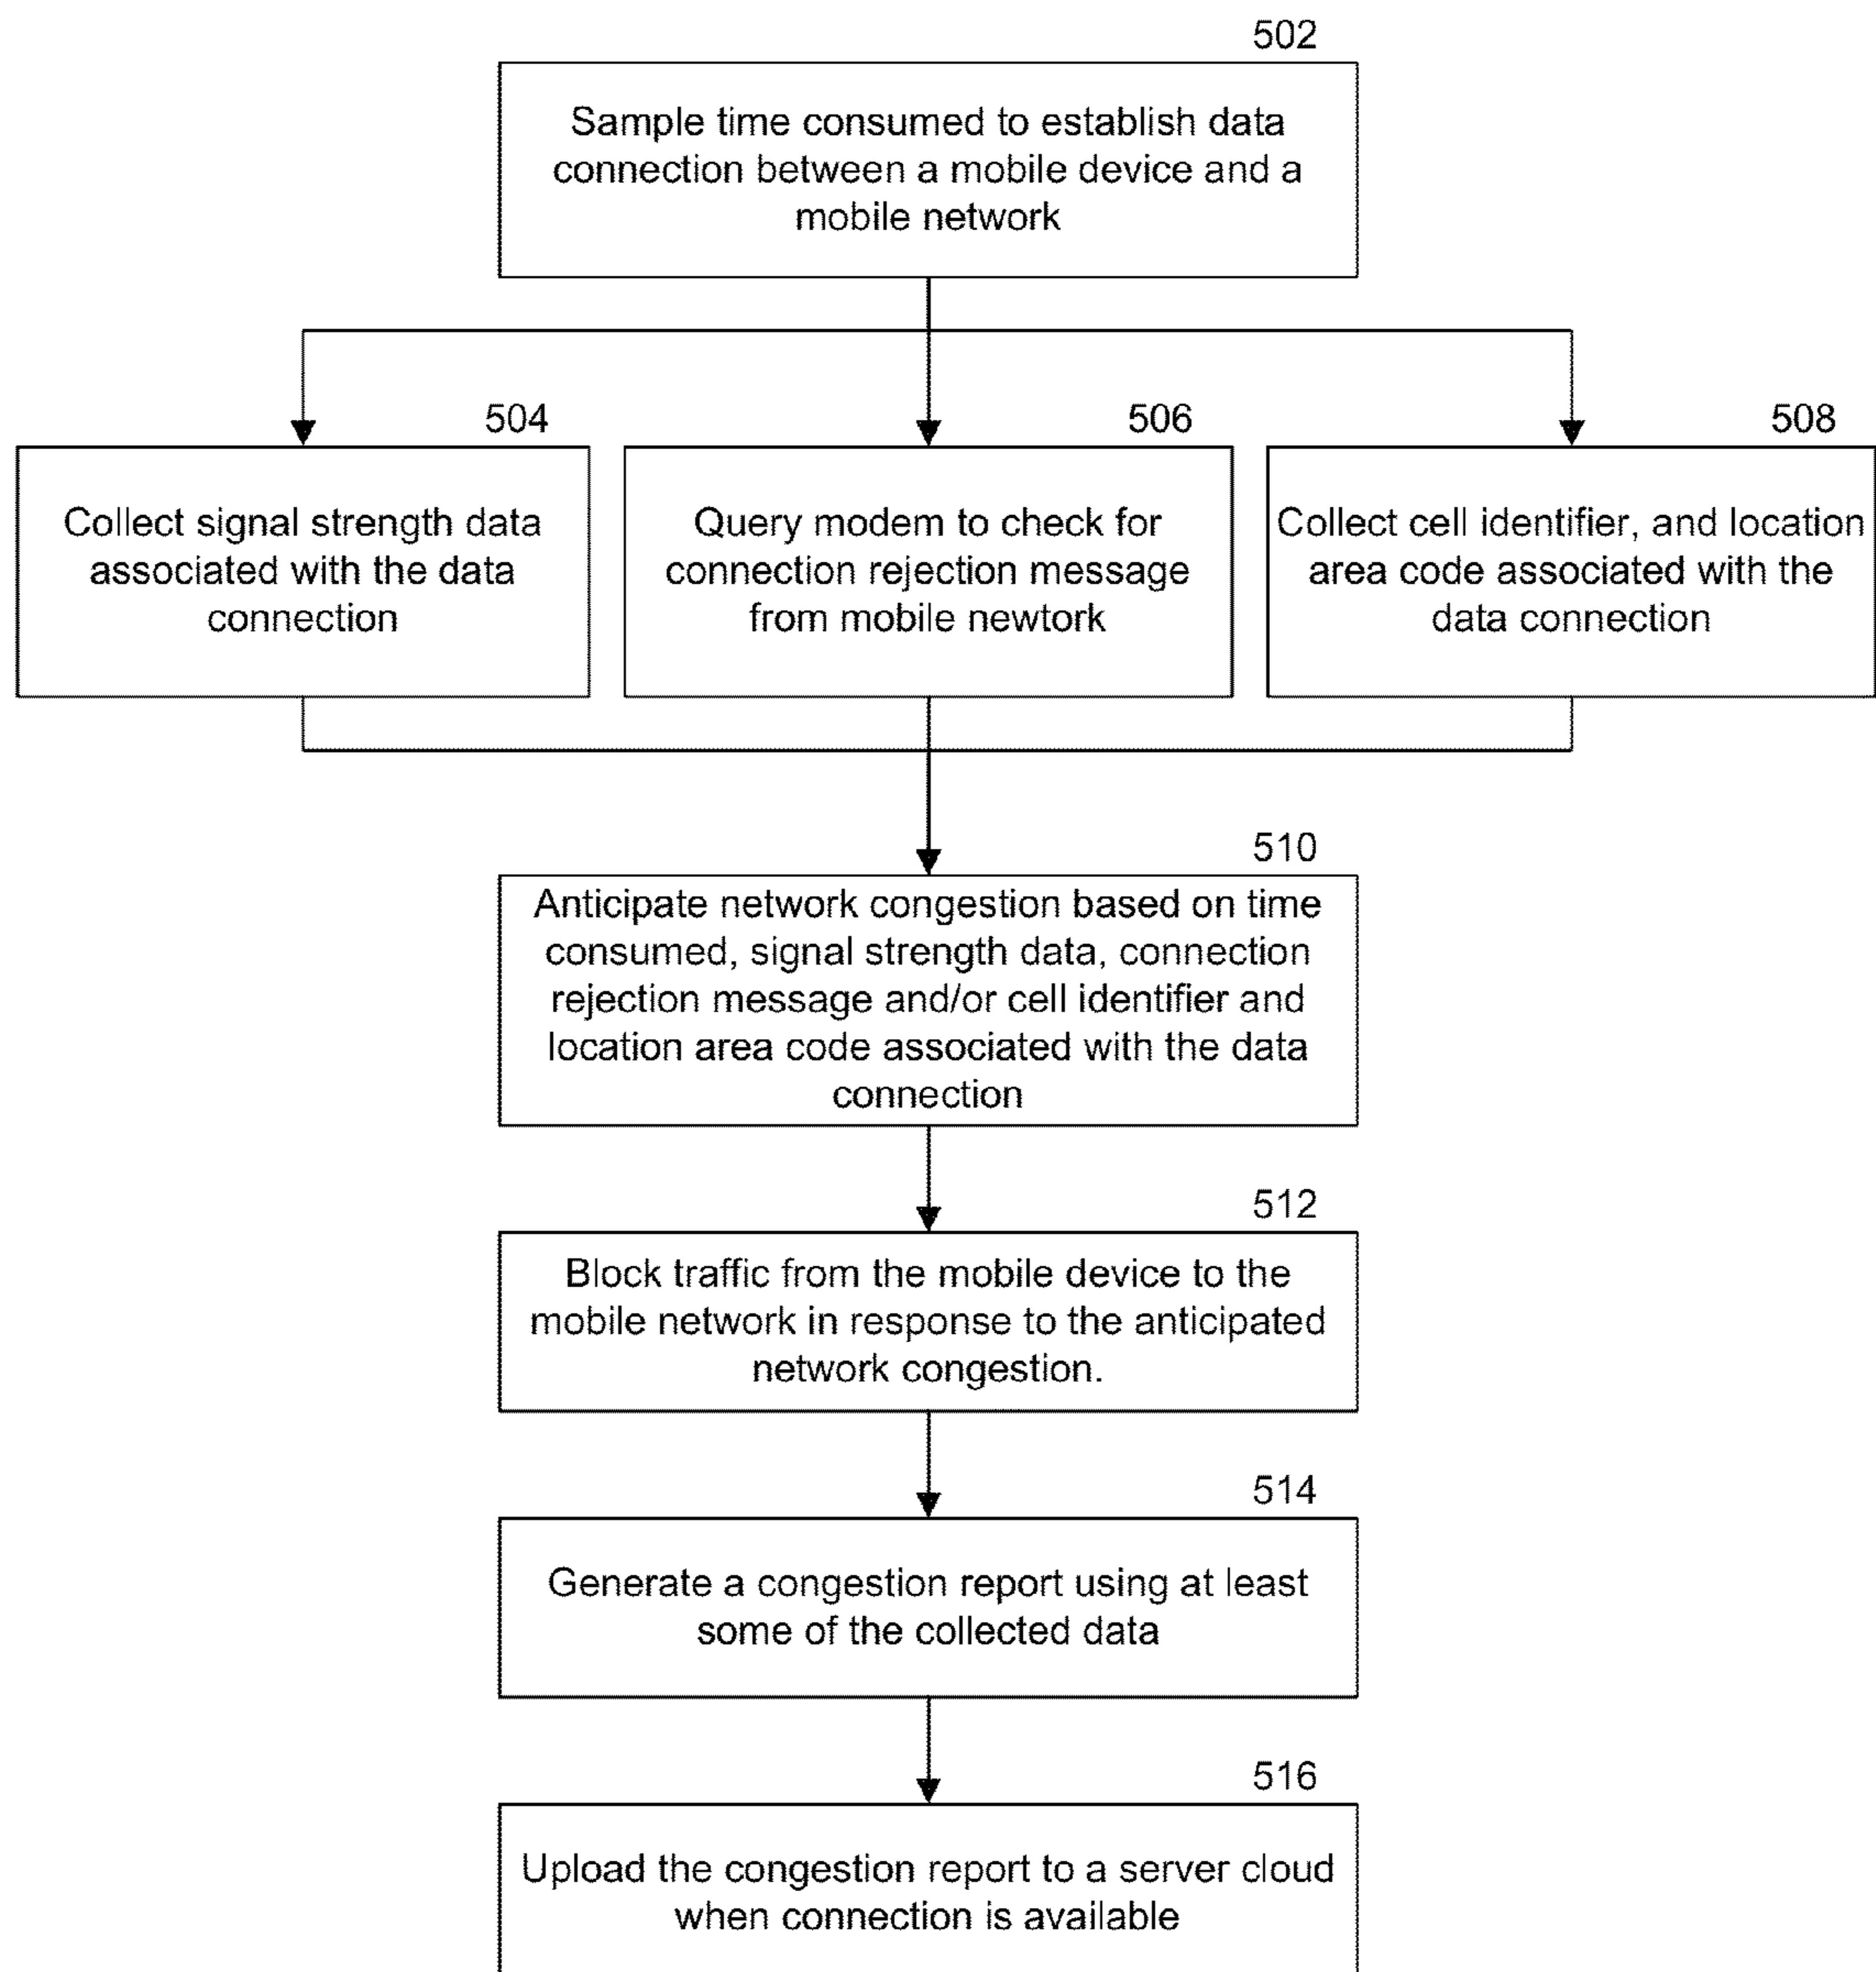 502
Sample time consumed to establish data
connection between a mobile device and a
mobile network
504
506
508
Collect signal strength data
associated with the data
connection
Query modem to check for
connection rejection message
from mobile newtork
Collect cell identifier, and location
area code associated with the
data connection
510
Anticipate network congestion based on time
consumed, signal strength data, connection
rejection message and/or cell identifier and
location area code associated with the data
connection
512
Block traffic from the mobile device to the
mobile network in response to the anticipated
network congestion.
514
Generate a congestion report using at least
some of the collected data
516
Upload the congestion report to a server cloud
when connection is available